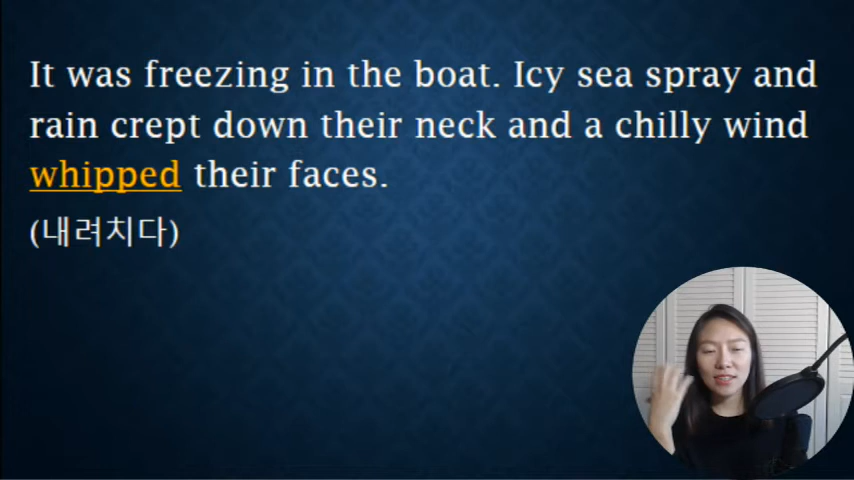 It was freezing in the boat. Icy sea spray and
rain crept down their neck and a chilly wind
whipped their faces.
(내려치다)